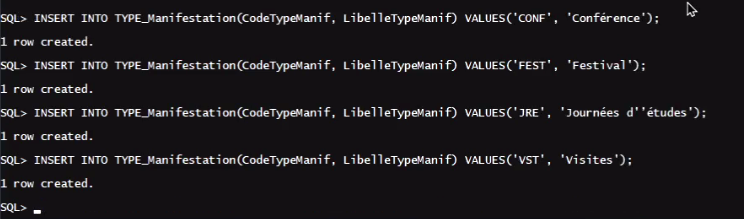 SQL> INSERT INTO TYPE_Manifestation(CodeTypeManif, LibelleTypeManif) VALUES('CONF', 'Conférence');
1 row created.
SQL> INSERT INTO TYPE_Manifestation(CodeTypeManif, LibelleTypeManif) VALUES('FEST', 'Festival');
1 row created.
SQL> INSERT INTO TYPE_Manifestation(CodeTypeManif, LibelleTypeManif) VALUES('JRE', 'Journées d''études');
1 row created.
SQL> INSERT INTO TYPE_Manifestation(CodeTypeManif, LibelleTypeManif) VALUES('VST', 'Visites');
1 row created.
SQL>